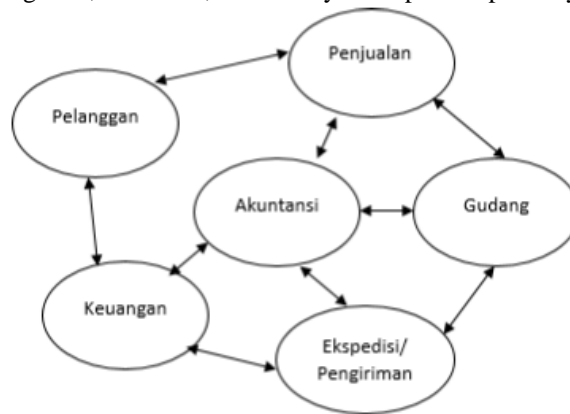 Penjualan
Pelanggan
Akuntansi
Gudang
Keuangan
Ekspedisi/
Pengiriman